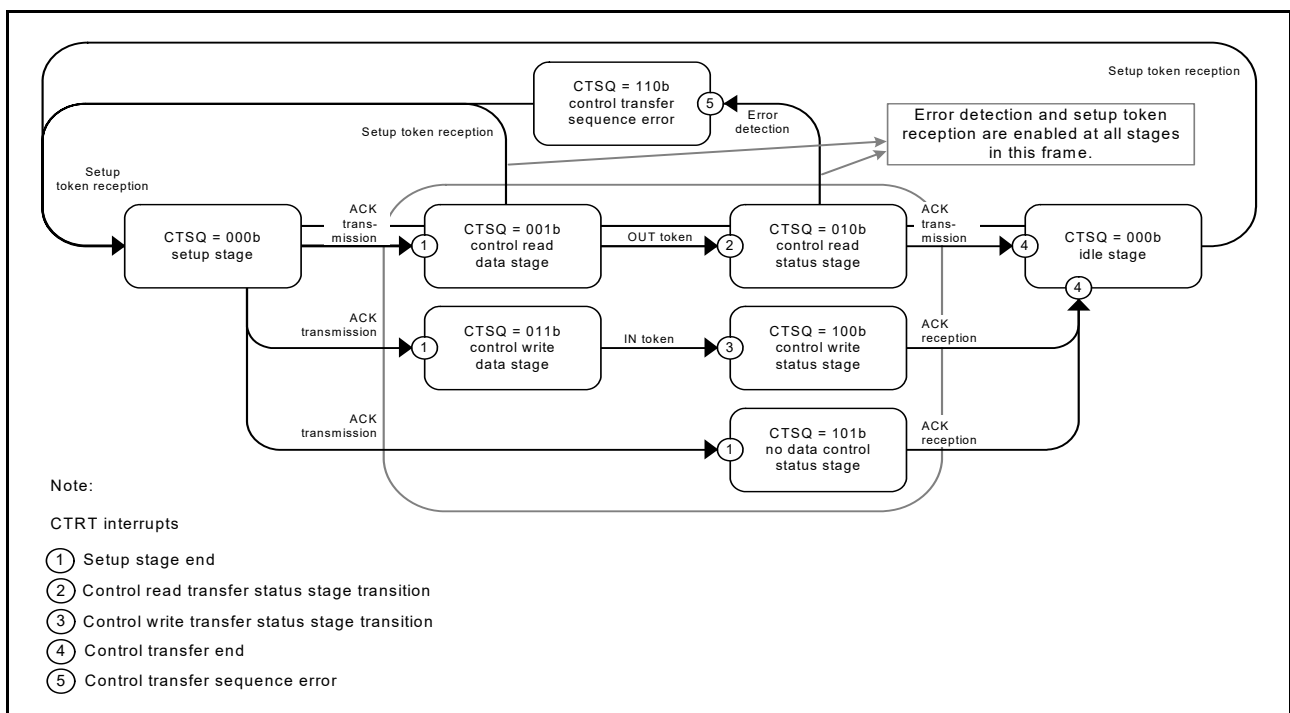 Setup token reception
CTSQ = 110b
control transfer
sequence error
5
Error
detection
Error detection and setup token
reception are enabled at all stages
in this frame.
Setup token reception
Setup
token reception
CTSQ = 000b
setup stage
ACK
trans-
mission
1
CTSQ = 001b
control read
data stage
OUT token
2
CTSQ = 010b
control read
status stage
ACK
trans-
mission
4
CTSQ = 000b
idle stage
4
ACK
transmission
1
CTSQ = 011b
control write
data stage
IN token
3
CTSQ = 100b
control write
status stage
ACK
reception
ACK
transmission
1
CTSQ = 101b
no data control
status stage
ACK
reception
Note:
CTRT interrupts
1 Setup stage end
2 Control read transfer status stage transition
3 Control write transfer status stage transition
4 Control transfer end
5 Control transfer sequence error